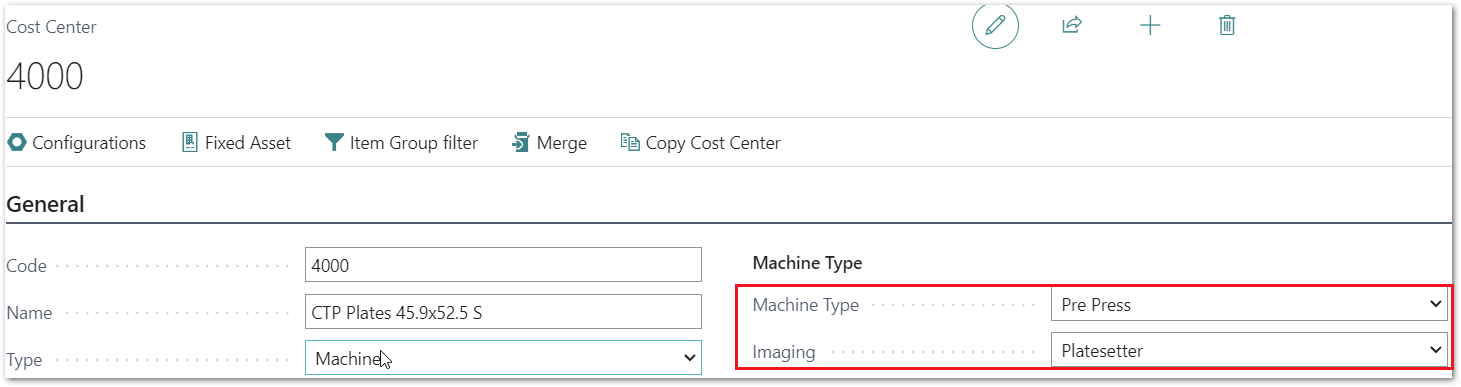 Cost Center
4000
Configurations Fixed Asset Item Group filter Merge Copy Cost Center
General
Code 4000
Name CTP Plates 45.9x52.5 S
Type Machine
Machine Type
Machine Type Pre Press
Imaging Platesetter